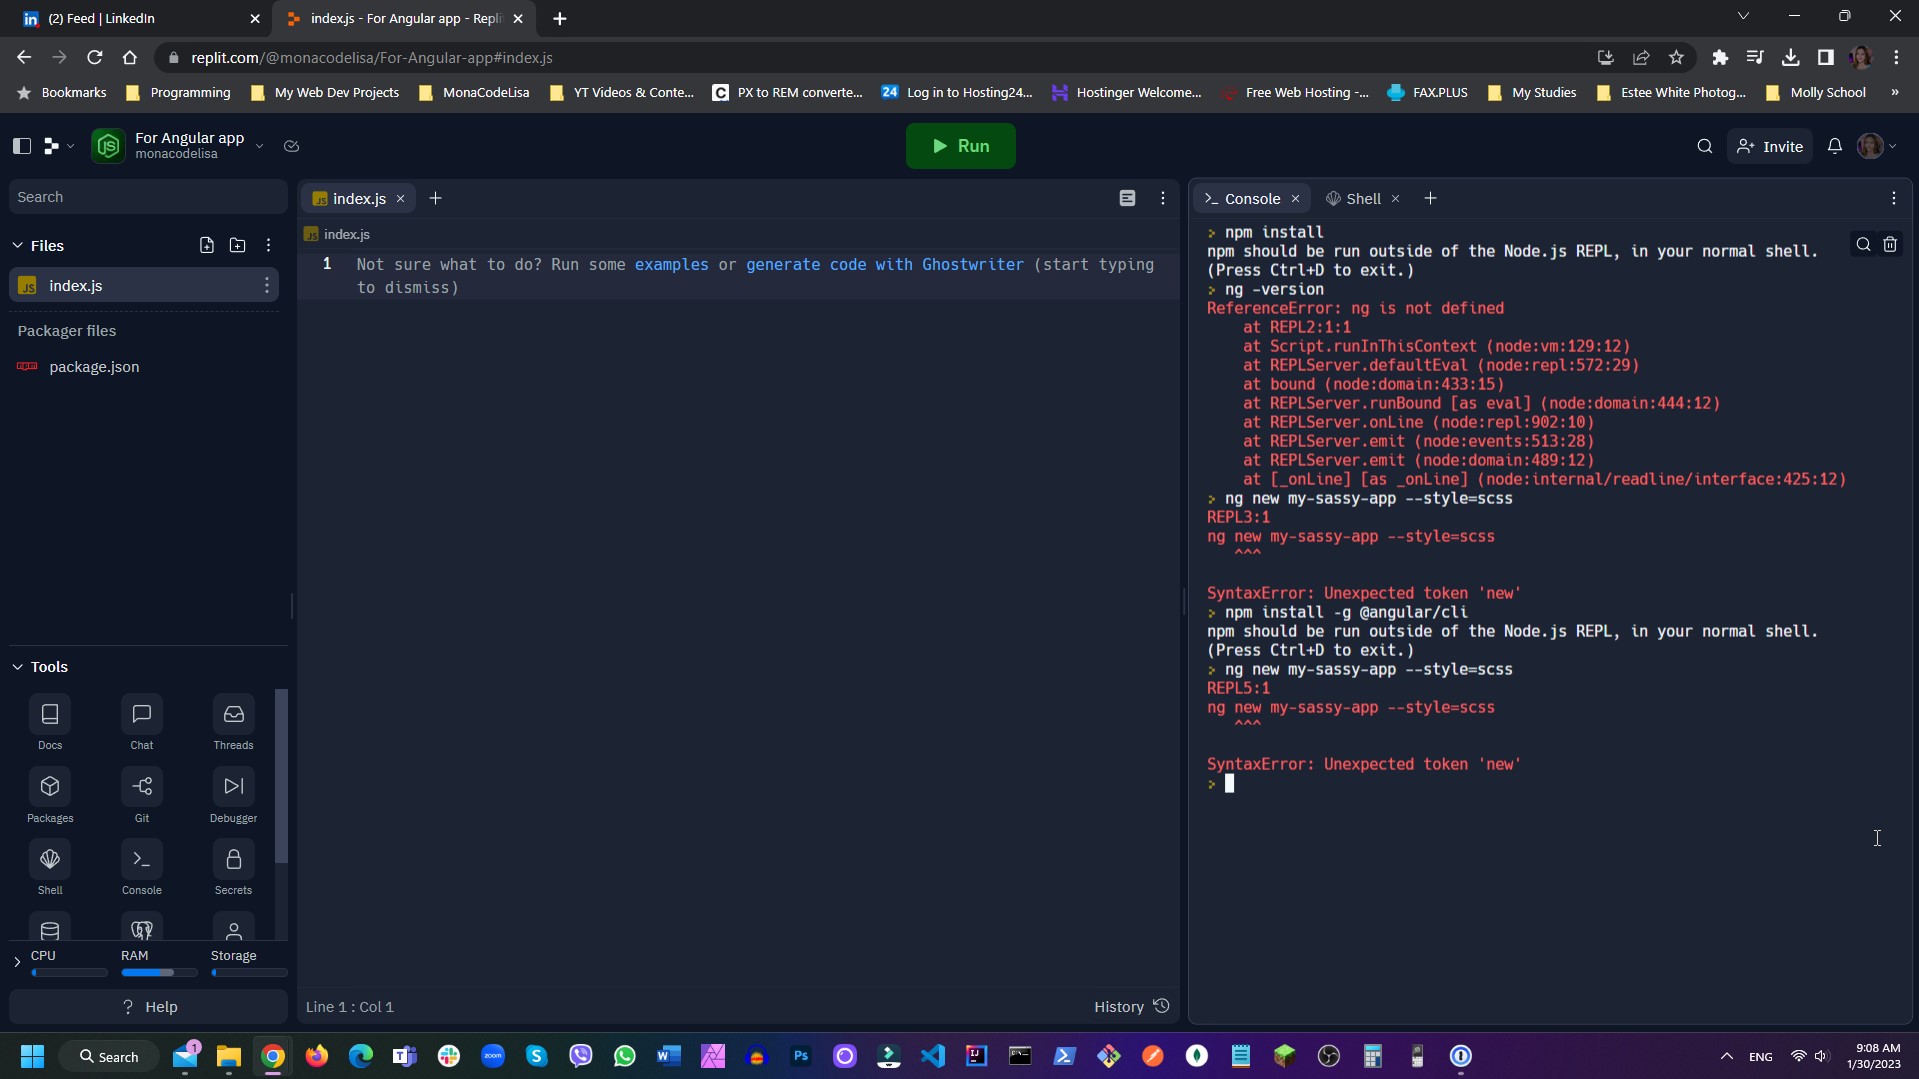 (2) Feed | LinkedIn
index.js - For Angular app - Repli
replit.com/@monacodelisa/For-Angular-app#index.js
Bookmarks
Programming
My Web Dev Projects
MonaCodeLisa
YT Videos & Conte...
PX to REM converte...
24 Log in to Hosting24...
Hostinger Welcome...
Free Web Hosting -...
FAX.PLUS
My Studies
Estee White Photog...
Molly School
For Angular app
monacodelisa
Run
Invite
Search
Files
JS index.js
Packager files
package.json
Tools
Docs
Chat
Threads
Packages
Git
Debugger
Shell
Console
Secrets
CPU
RAM
Storage
? Help
JS index.js
JS index.js
1 Not sure what to do? Run some examples or generate code with Ghostwriter (start typing
to dismiss)
Line 1 : Col 1
History
Console
Shell
> npm install
npm should be run outside of the Node.js REPL, in your normal shell.
(Press Ctrl+D to exit.)
> ng -version
ReferenceError: ng is not defined
at REPL2:1:1
at Script.runInThisContext (node:vm:129:12)
at REPLServer.defaultEval (node:repl:572:29)
at bound (node:domain:433:15)
at REPLServer.runBound [as eval] (node:domain:444:12)
at REPLServer.onLine (node:repl:902:10)
at REPLServer.emit (node:events:513:28)
at REPLServer.emit (node:domain:489:12)
at [_onLine] [as _onLine] (node:internal/readline/interface:425:12)
> ng new my-sassy-app --style=scss
REPL3:1
ng new my-sassy-app --style=scss
^^^
SyntaxError: Unexpected token 'new'
> npm install -g @angular/cli
npm should be run outside of the Node.js REPL, in your normal shell.
(Press Ctrl+D to exit.)
> ng new my-sassy-app --style=scss
REPL5:1
ng new my-sassy-app --style=scss
^^^
SyntaxError: Unexpected token 'new'
>
Search
1
zoom
Ps
ENG
9:08 AM
1/30/2023